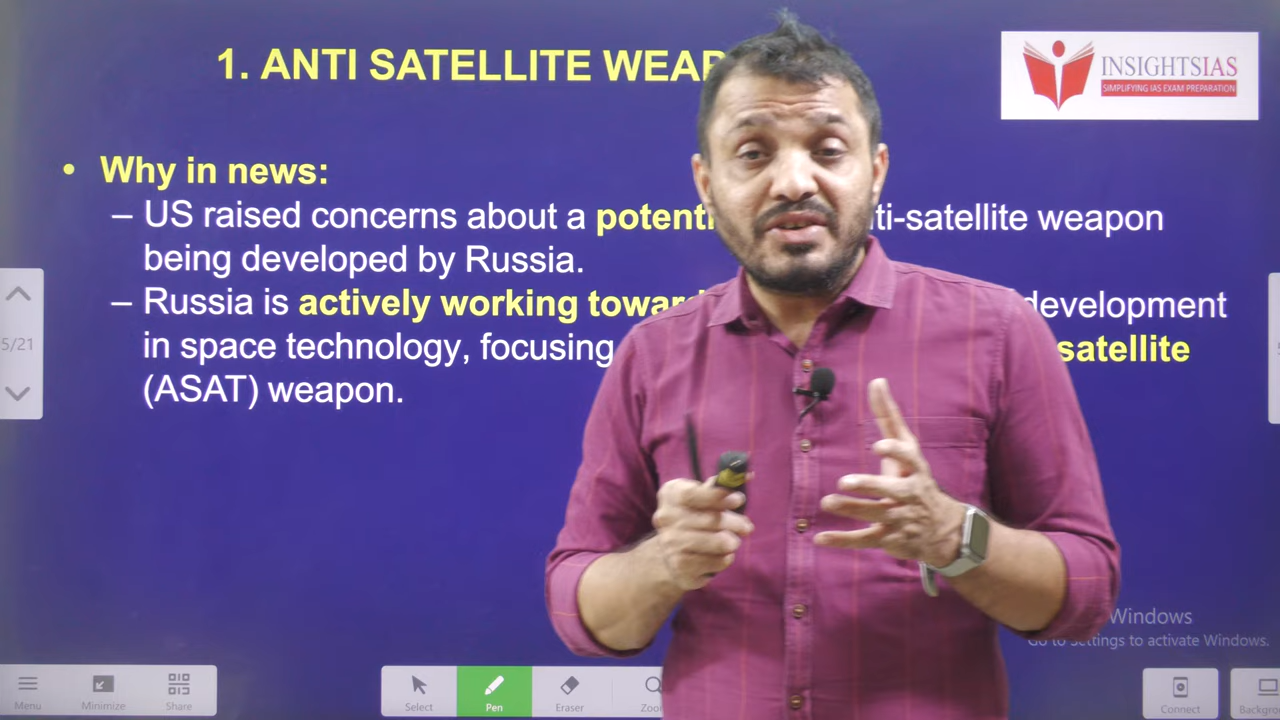 1. ANTI SATELLITE WEAP
INSIGHTSIAS
SIMPLIFYING IAS EXAM PREPARATION
• Why in news:
– US raised concerns about a potenti ti-satellite weapon
being developed by Russia.
– Russia is actively working towar development
in space technology, focusing satellite
(ASAT) weapon.
5/21
Windows
Go to Settings to activate Windows.
Menu Minimize Share Select Pen Eraser Zoo Connect Backgro